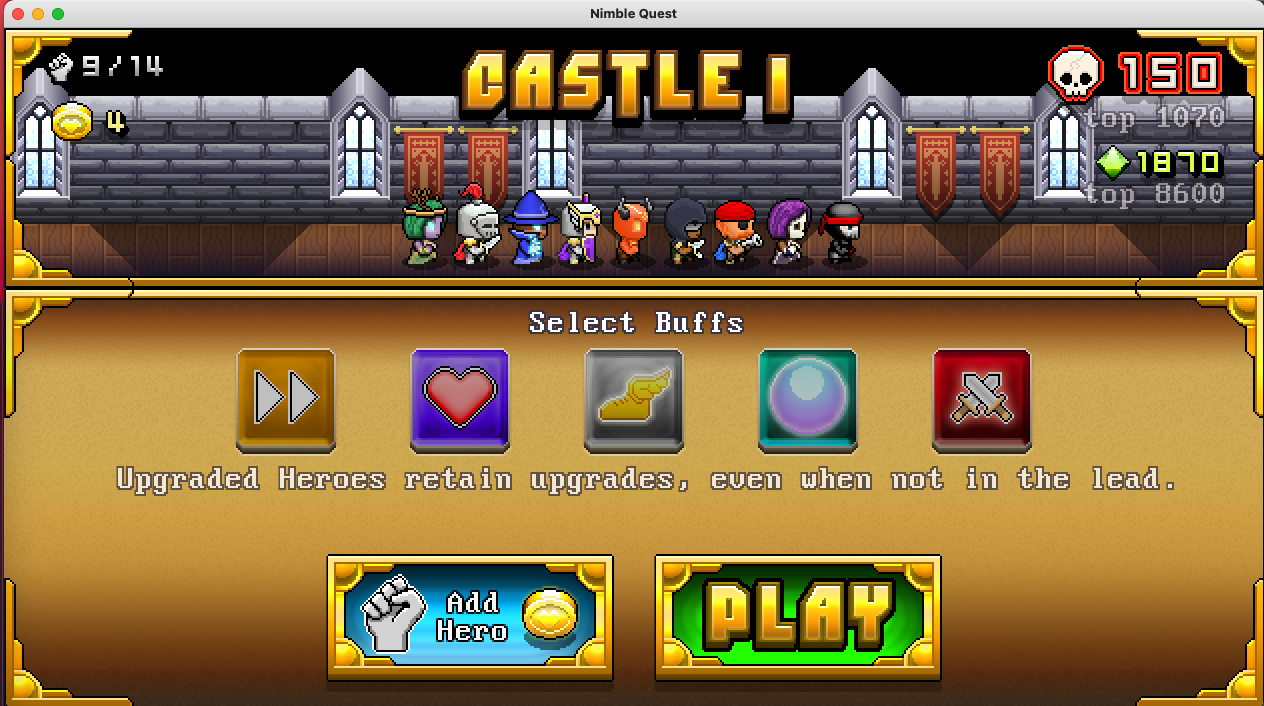 Nimble Quest
9/14
CASTLE 1
150
top 1070
4
1870
top 8600
Select Buffs
Upgraded Heroes retain upgrades, even when not in the lead.
Add
Hero
PLAY